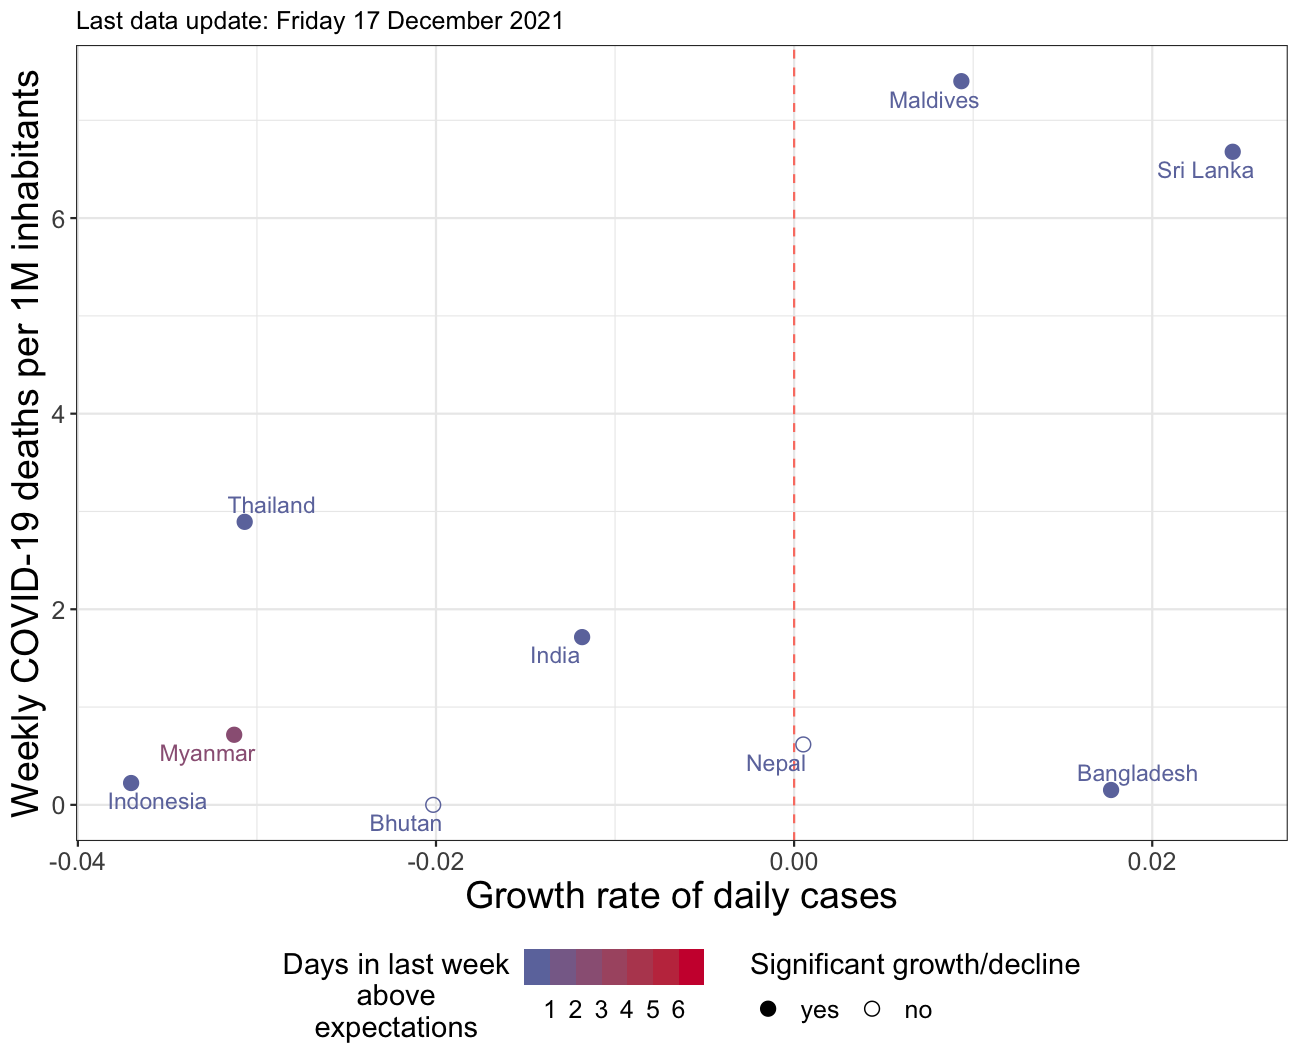 Last data update: Friday 17 December 2021
Weekly COVID-19 deaths per 1M inhabitants
6
4
2
0
Maldives
Sri Lanka
Thailand
India
Myanmar
Nepal
Bangladesh
Indonesia
Bhutan
-0.04 -0.02 0.00 0.02
Growth rate of daily cases
Days in last week
above
expectations
1 2 3 4 5 6
Significant growth/decline
yes no